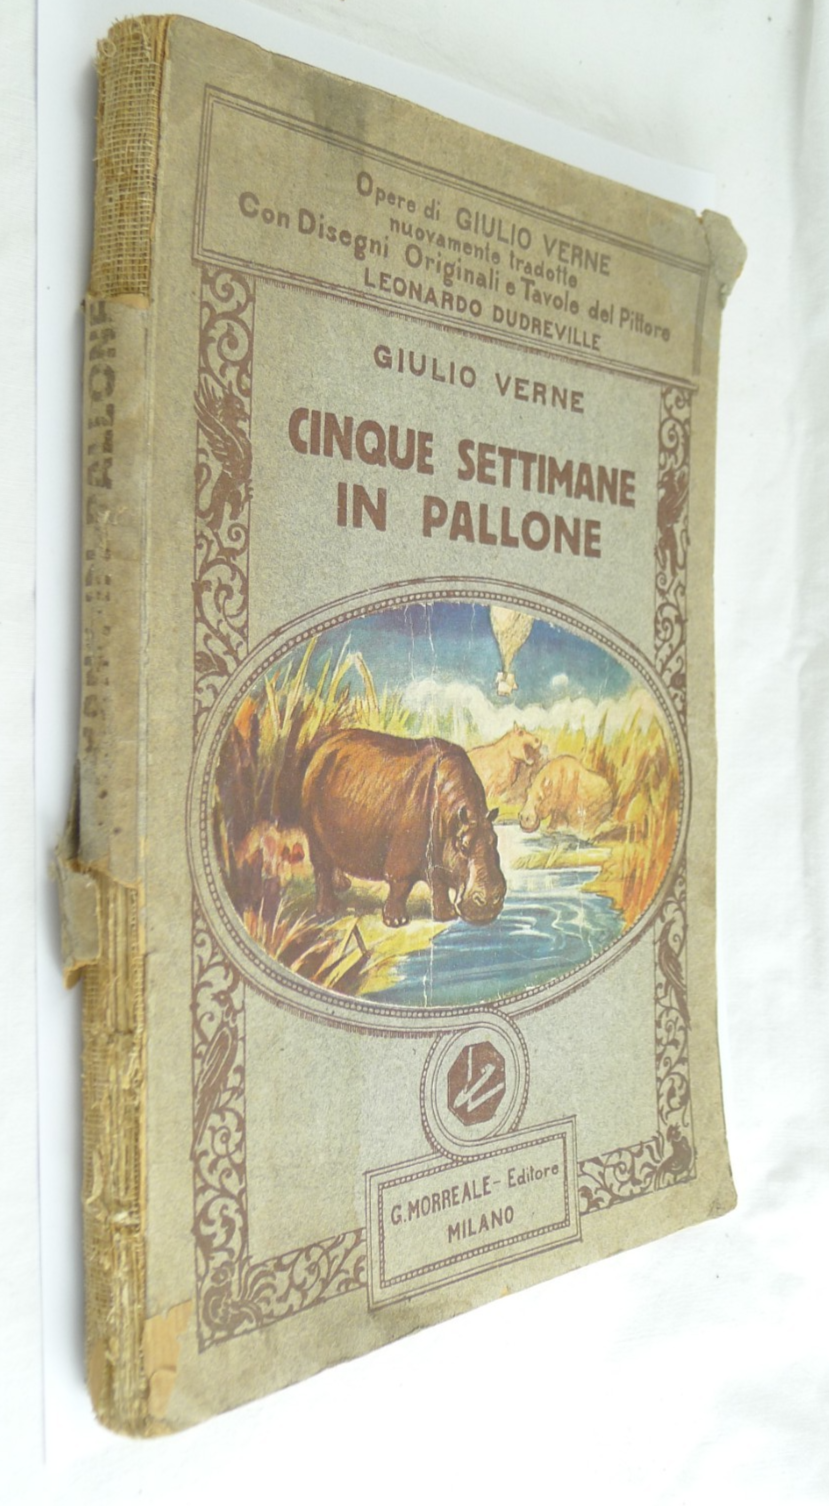 Opere di GIULIO VERNE
nuovamente tradotte
Con Disegni Originali e Tavole del Pittore
LEONARDO DUDREVILLE
GIULIO VERNE
CINQUE SETTIMANE
IN PALLONE
G. MORREALE - Editore
MILANO
PALLONE